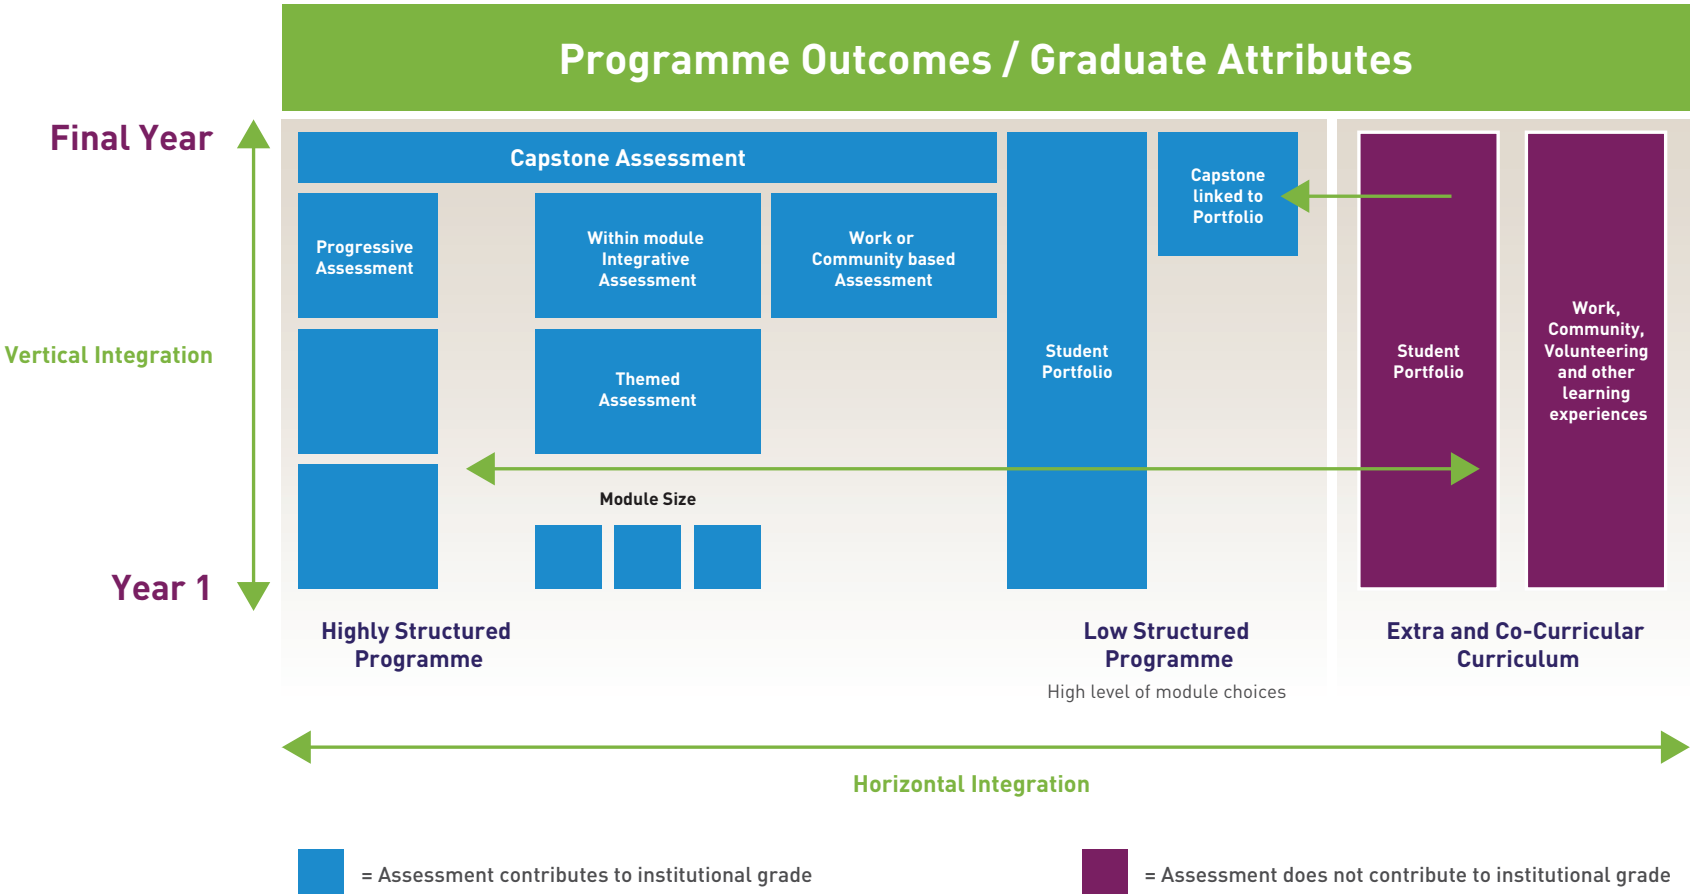 Programme Outcomes / Graduate Attributes
Final Year
Capstone Assessment
Capstone
linked to
Portfolio
Progressive
Assessment
Within module
Integrative
Assessment
Work or
Community based
Assessment
Vertical Integration
Themed
Assessment
Student
Portfolio
Student
Portfolio
Work,
Community,
Volunteering
and other
learning
experiences
Module Size
Year 1
Highly Structured
Programme
Low Structured
Programme
High level of module choices
Extra and Co-Curricular
Curriculum
Horizontal Integration
= Assessment contributes to institutional grade
= Assessment does not contribute to institutional grade